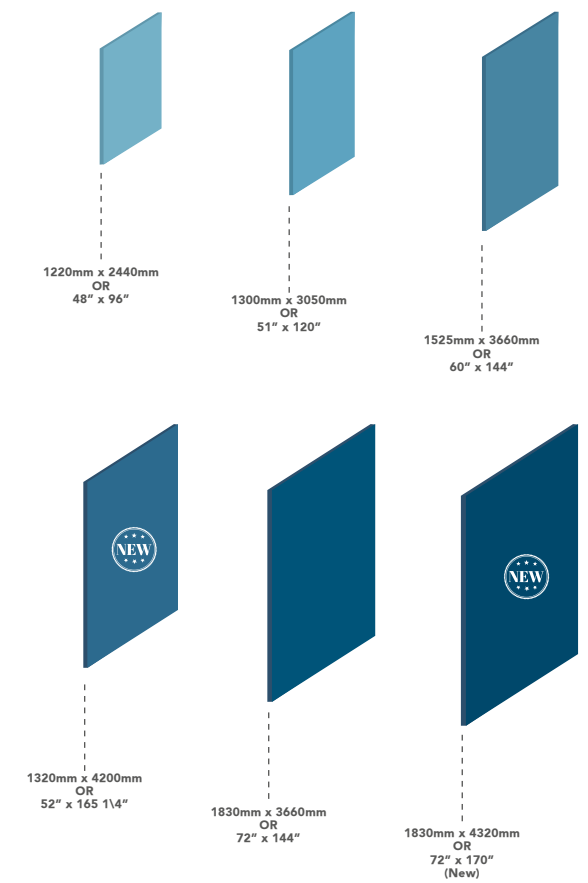 1220mm x 2440mm
OR
48” x 96”
1300mm x 3050mm
OR
51” x 120”
1525mm x 3660mm
OR
60” x 144”
NEW
1320mm x 4200mm
OR
52” x 165 1\4”
1830mm x 3660mm
OR
72” x 144”
NEW
1830mm x 4320mm
OR
72” x 170”
(New)